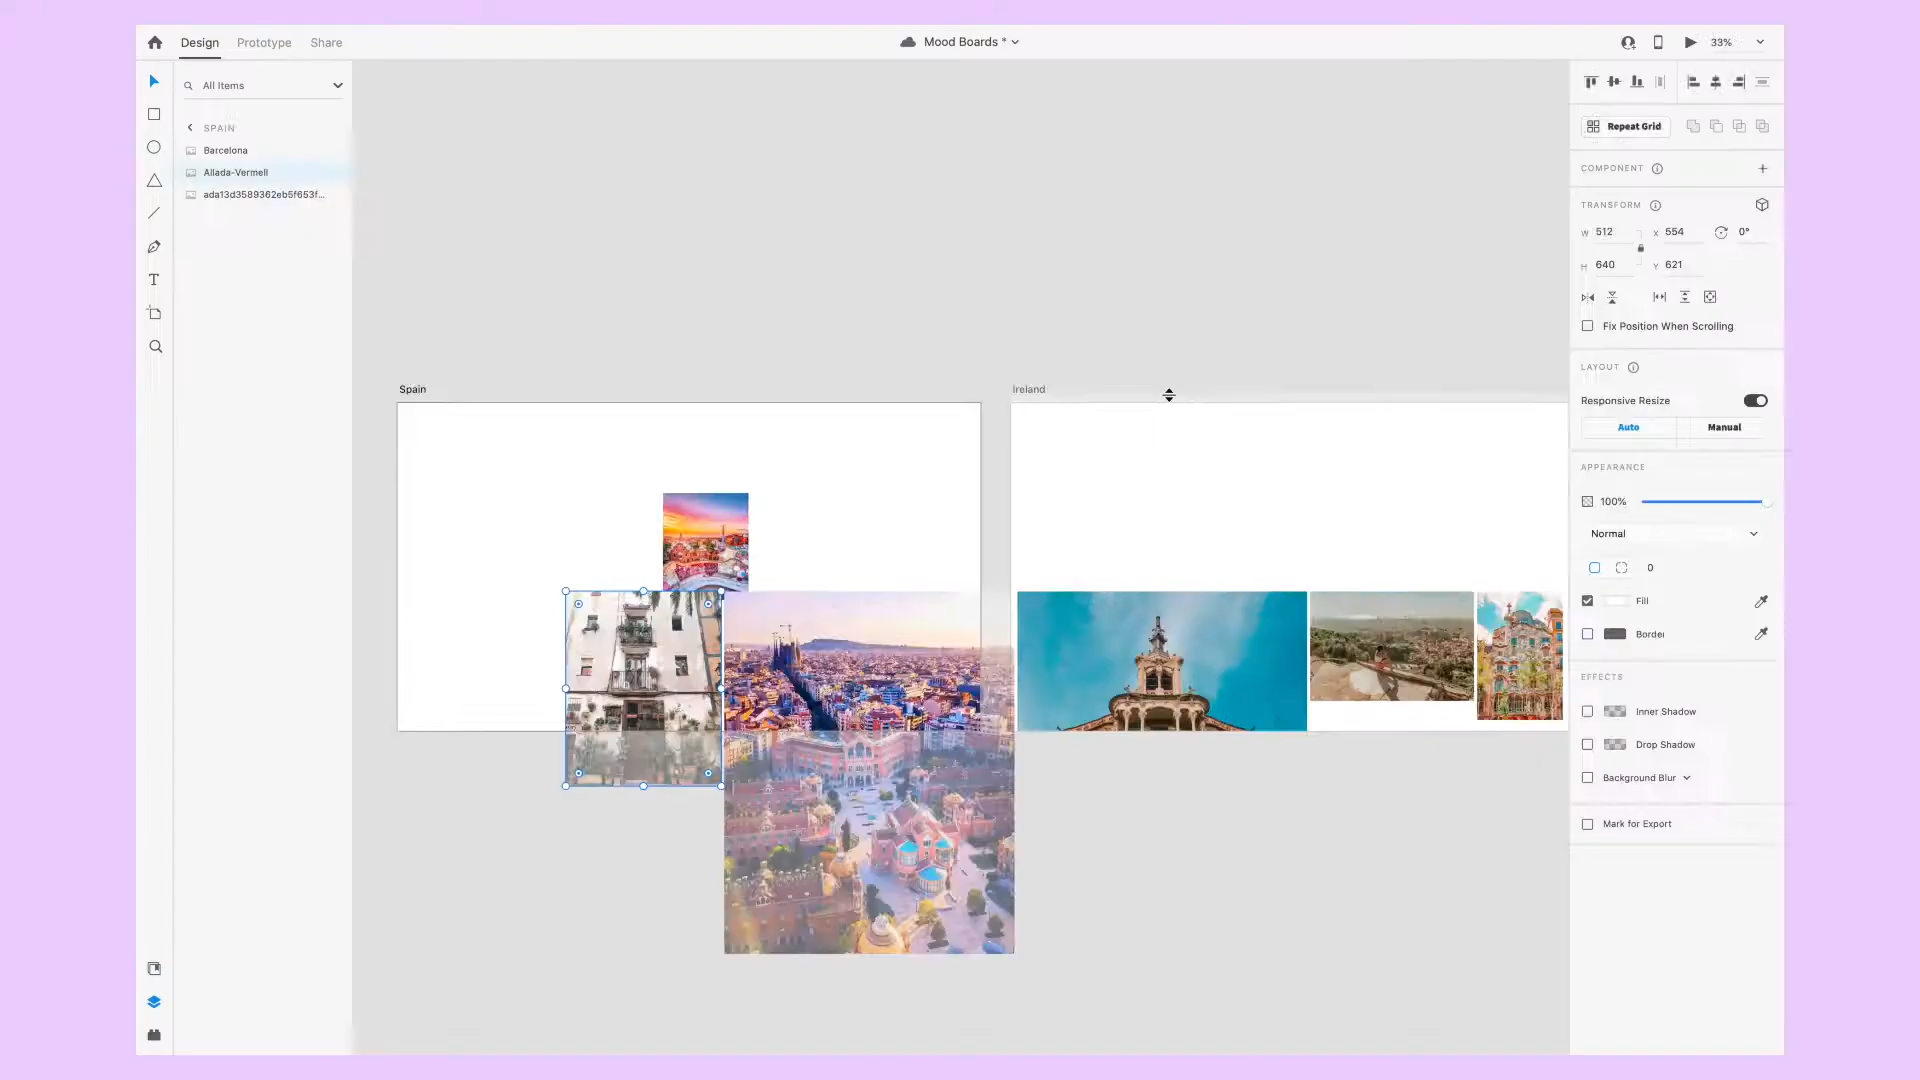 Design Prototype Share
Mood Boards *
33%
All Items
SPAIN
Barcelona
Allada-Vermell
ada13d3589362eb5f653f...
Spain
Ireland
Repeat Grid
COMPONENT
TRANSFORM
W 512 X 554 0°
H 640 Y 621
Fix Position When Scrolling
LAYOUT
Responsive Resize
Auto Manual
APPEARANCE
100%
Normal
0
Fill
Border
EFFECTS
Inner Shadow
Drop Shadow
Background Blur
Mark for Export
T